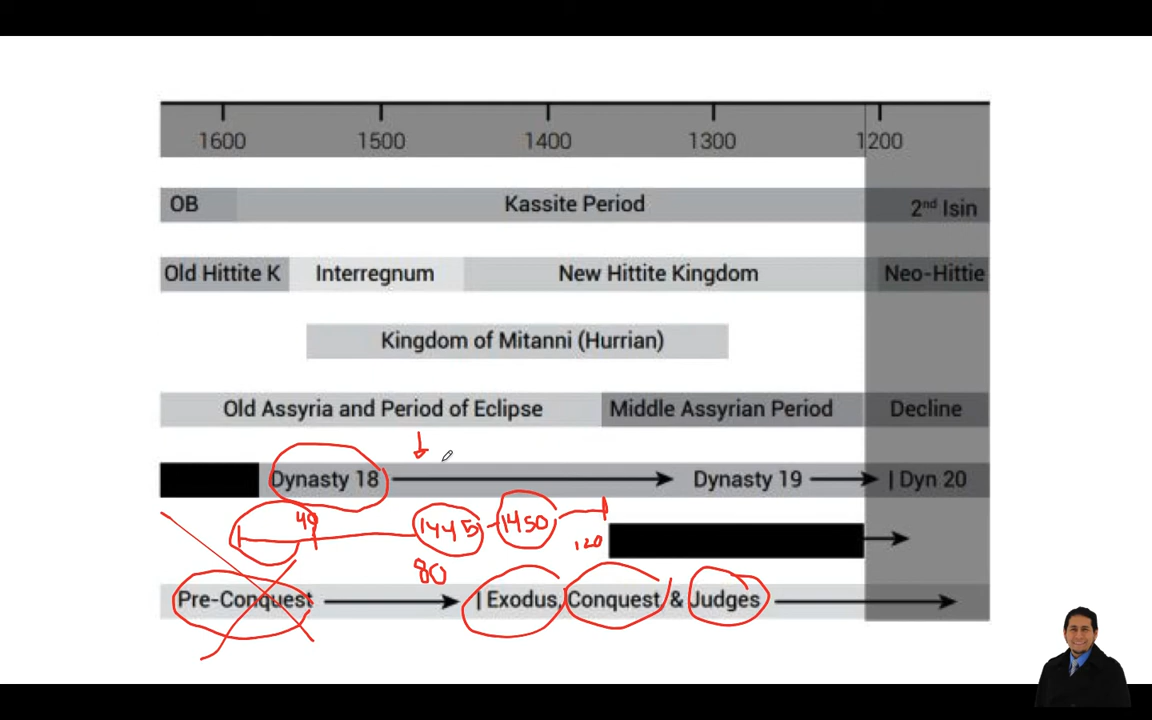 1600 1500 1400 1300 1200
OB Kassite Period 2nd Isin
Old Hittite K Interregnum New Hittite Kingdom Neo-Hittie
Kingdom of Mitanni (Hurrian)
Old Assyria and Period of Eclipse Middle Assyrian Period Decline
Dynasty 18 Dynasty 19 | Dyn 20
40 1445 - 1450 120
80
Pre-Conquest | Exodus, Conquest & Judges